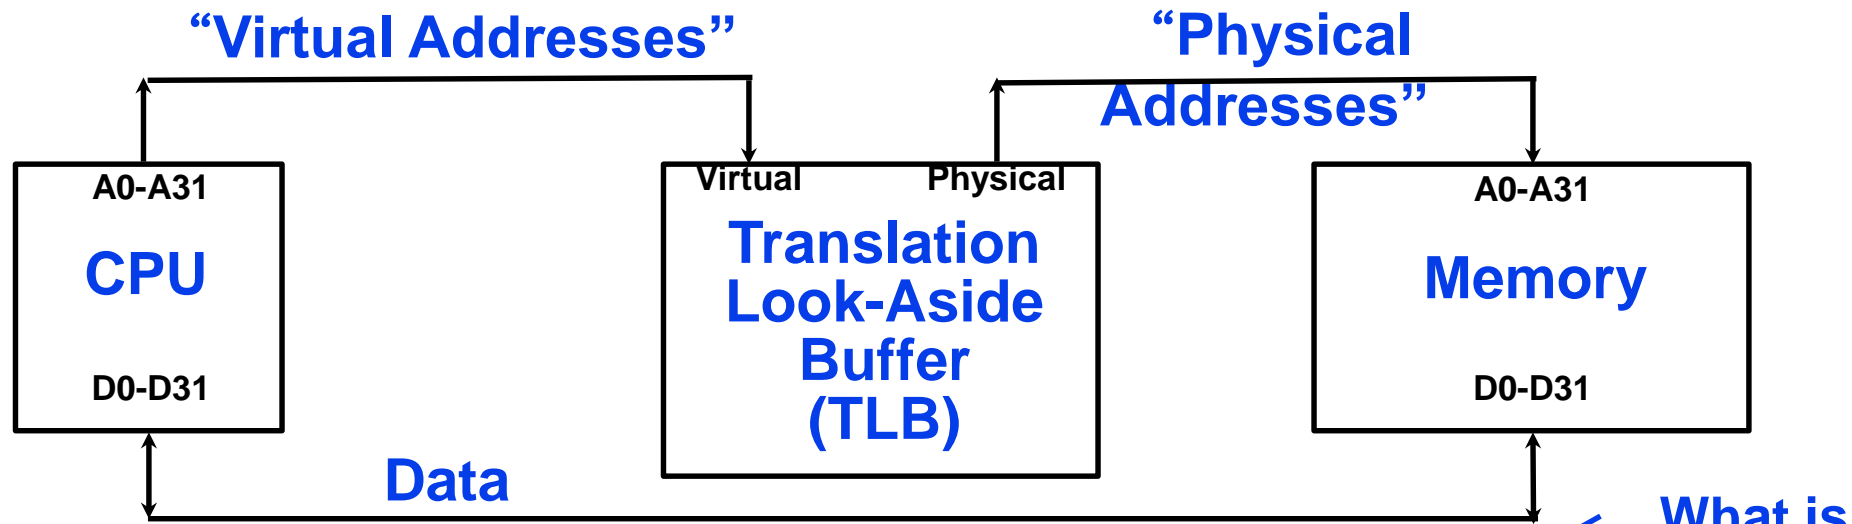 “Virtual Addresses”
“Physical
Addresses”
A0-A31
CPU
D0-D31
Virtual
Physical
Translation
Look-Aside
Buffer
(TLB)
A0-A31
Memory
D0-D31
Data
What is